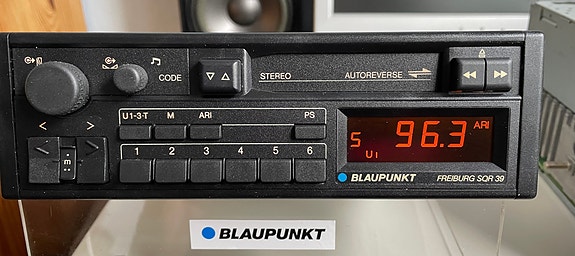 CODE
STEREO
AUTOREVERSE
U1-3·T M ARI PS
< >
1 2 3 4 5 6
96.3 ARI
5
U1
BLAUPUNKT FREIBURG SQR 39
BLAUPUNKT